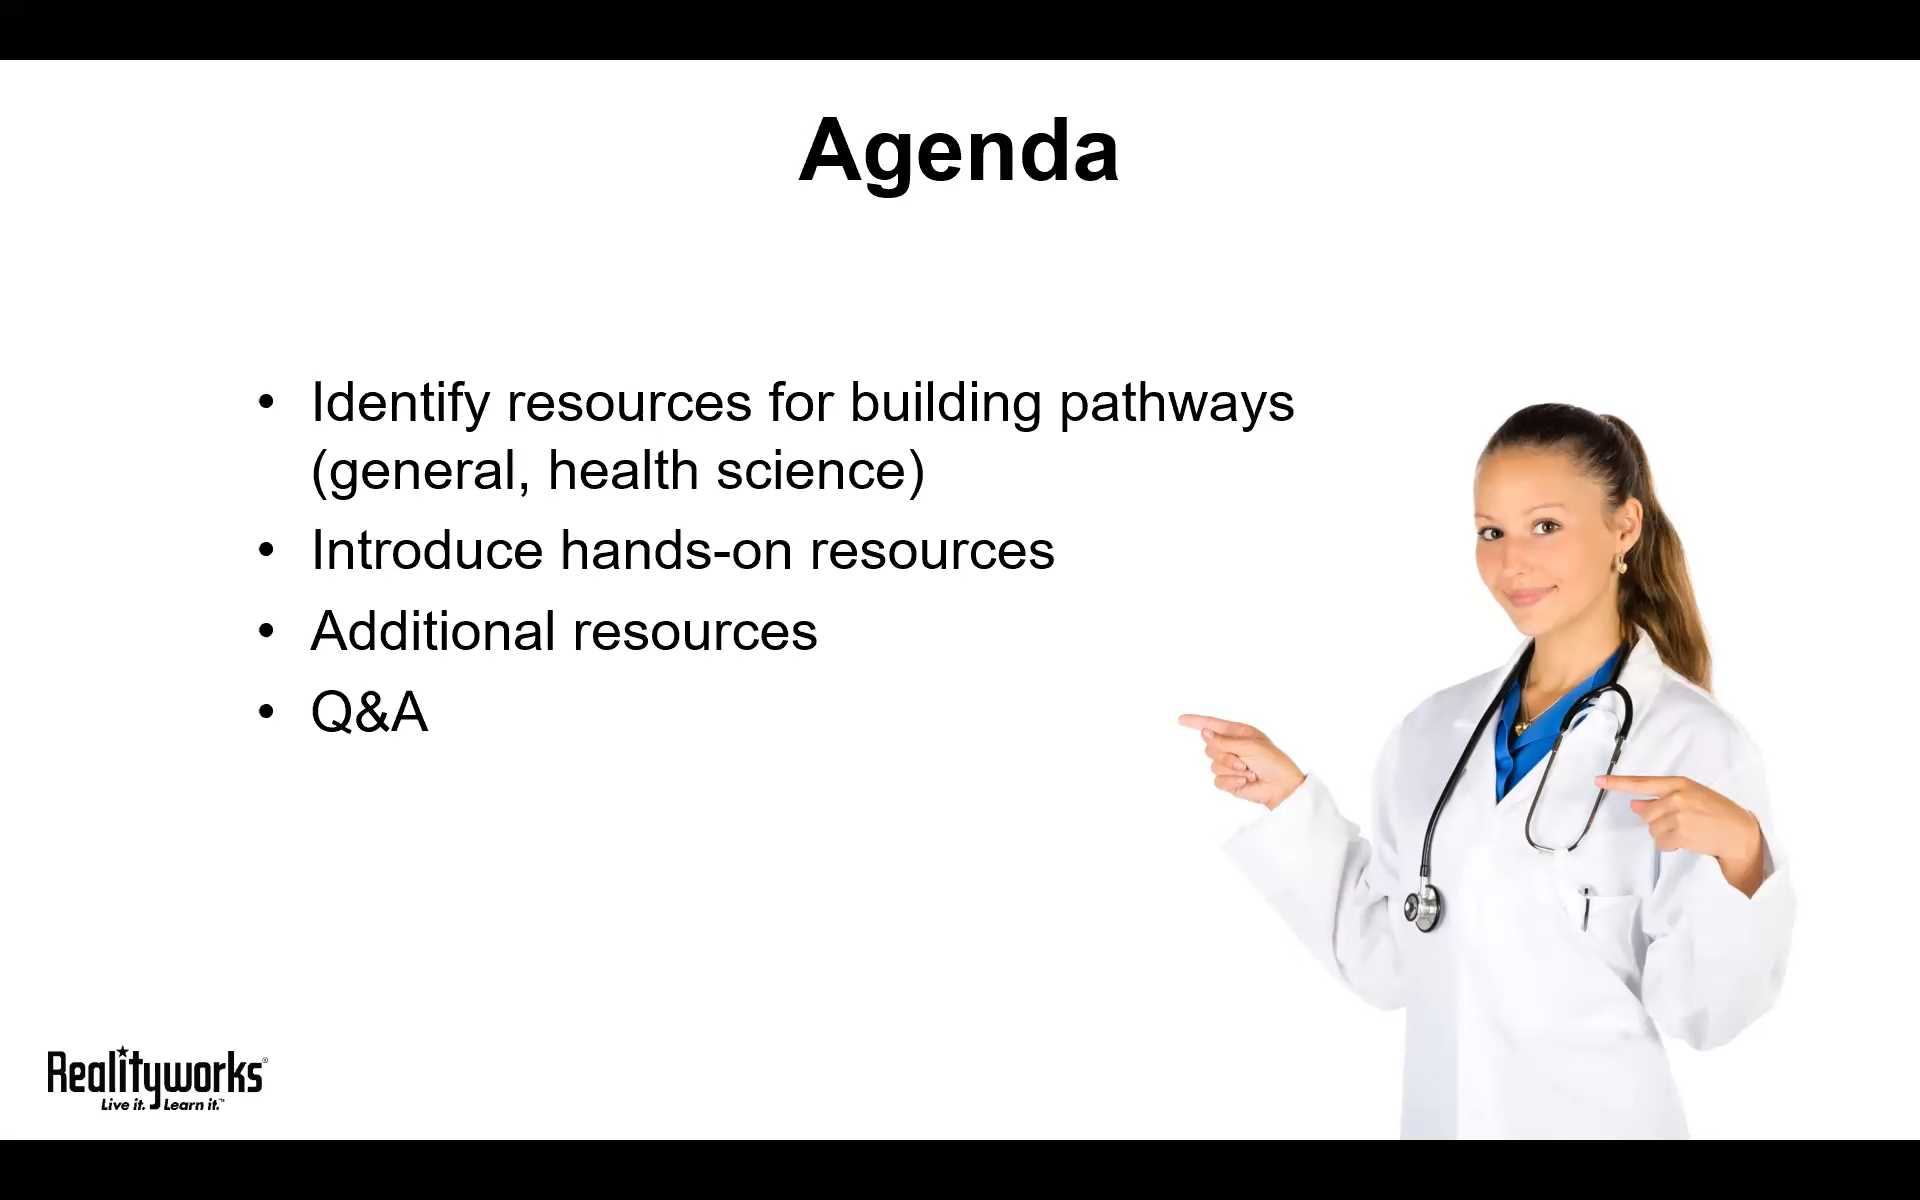 Agenda
• Identify resources for building pathways
(general, health science)
• Introduce hands-on resources
• Additional resources
• Q&A
Realityworks®
Live it. Learn it.™